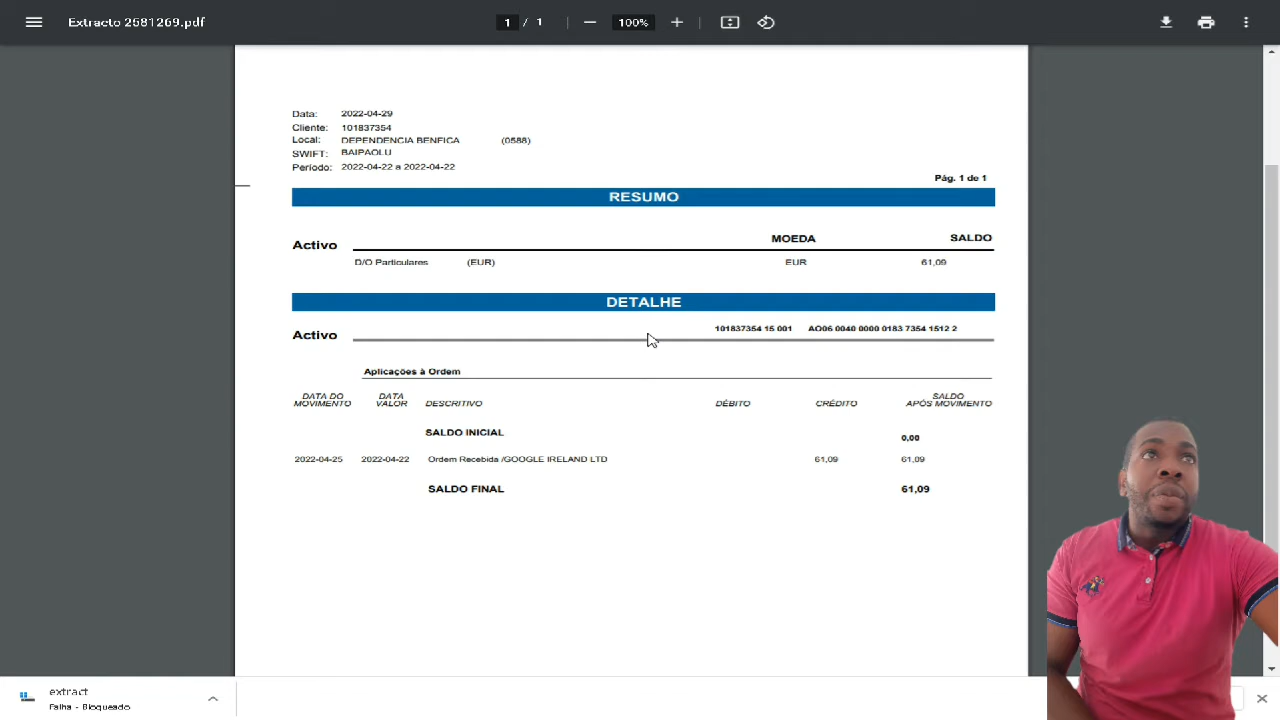 Extracto 2581269.pdf
1 / 1
100%
Data: 2022-04-29
Cliente: 101837354
Local: DEPENDENCIA BENFICA (0588)
SWIFT: BAIPAOLU
Período: 2022-04-22 a 2022-04-22
Pág. 1 de 1
RESUMO
Activo MOEDA SALDO
D/O Particulares (EUR) EUR 61,09
DETALHE
Activo 101837354 15 001 AO06 0040 0000 0183 7354 1512 2
Aplicações à Ordem
DATA DO MOVIMENTO DATA VALOR DESCRITIVO DÉBITO CRÉDITO SALDO APÓS MOVIMENTO
SALDO INICIAL 0,00
2022-04-25 2022-04-22 Ordem Recebida /GOOGLE IRELAND LTD 61,09 61,09
SALDO FINAL 61,09
extract
Falha - Bloqueado